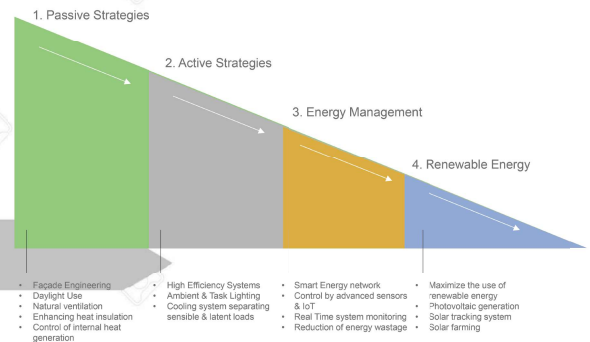 1. Passive Strategies
2. Active Strategies
3. Energy Management
4. Renewable Energy
• Façade Engineering
• Daylight Use
• Natural ventilation
• Enhancing heat insulation
• Control of internal heat
generation
• High Efficiency Systems
• Ambient & Task Lighting
• Cooling system separating
sensible & latent loads
• Smart Energy network
• Control by advanced sensors
& IoT
• Real Time system monitoring
• Reduction of energy wastage
• Maximize the use of
renewable energy
• Photovoltaic generation
• Solar tracking system
• Solar farming